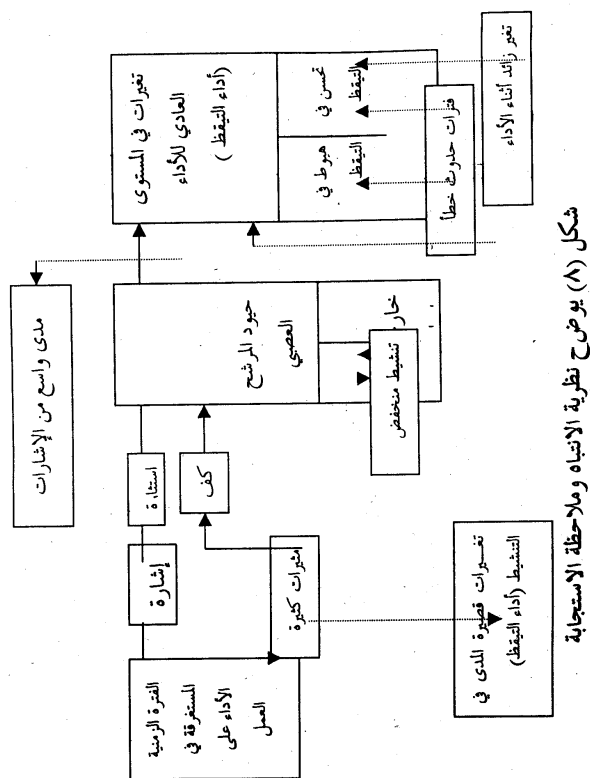 مدى واسع من الإشارات
تغيرات في المستوى
العادي للأداء
(أداء التيقظ)
هبوط في
التيقظ
تحسن في
التيقظ
فترات حدوث خطأ
تغير زائد أثناء الأداء
حيود المرشح
العصبي
تنشيط منخفض
استثارة
كف
إشارة
مثيرات كثيرة
الفترة الزمنية
المستغرقة في
الأداء على
العمل
تغيرات قصيرة المدى في
التنشيط (أداء التيقظ)
شكل (٨) يوضح نظرية الانتباه وملاحظة الاستجابة